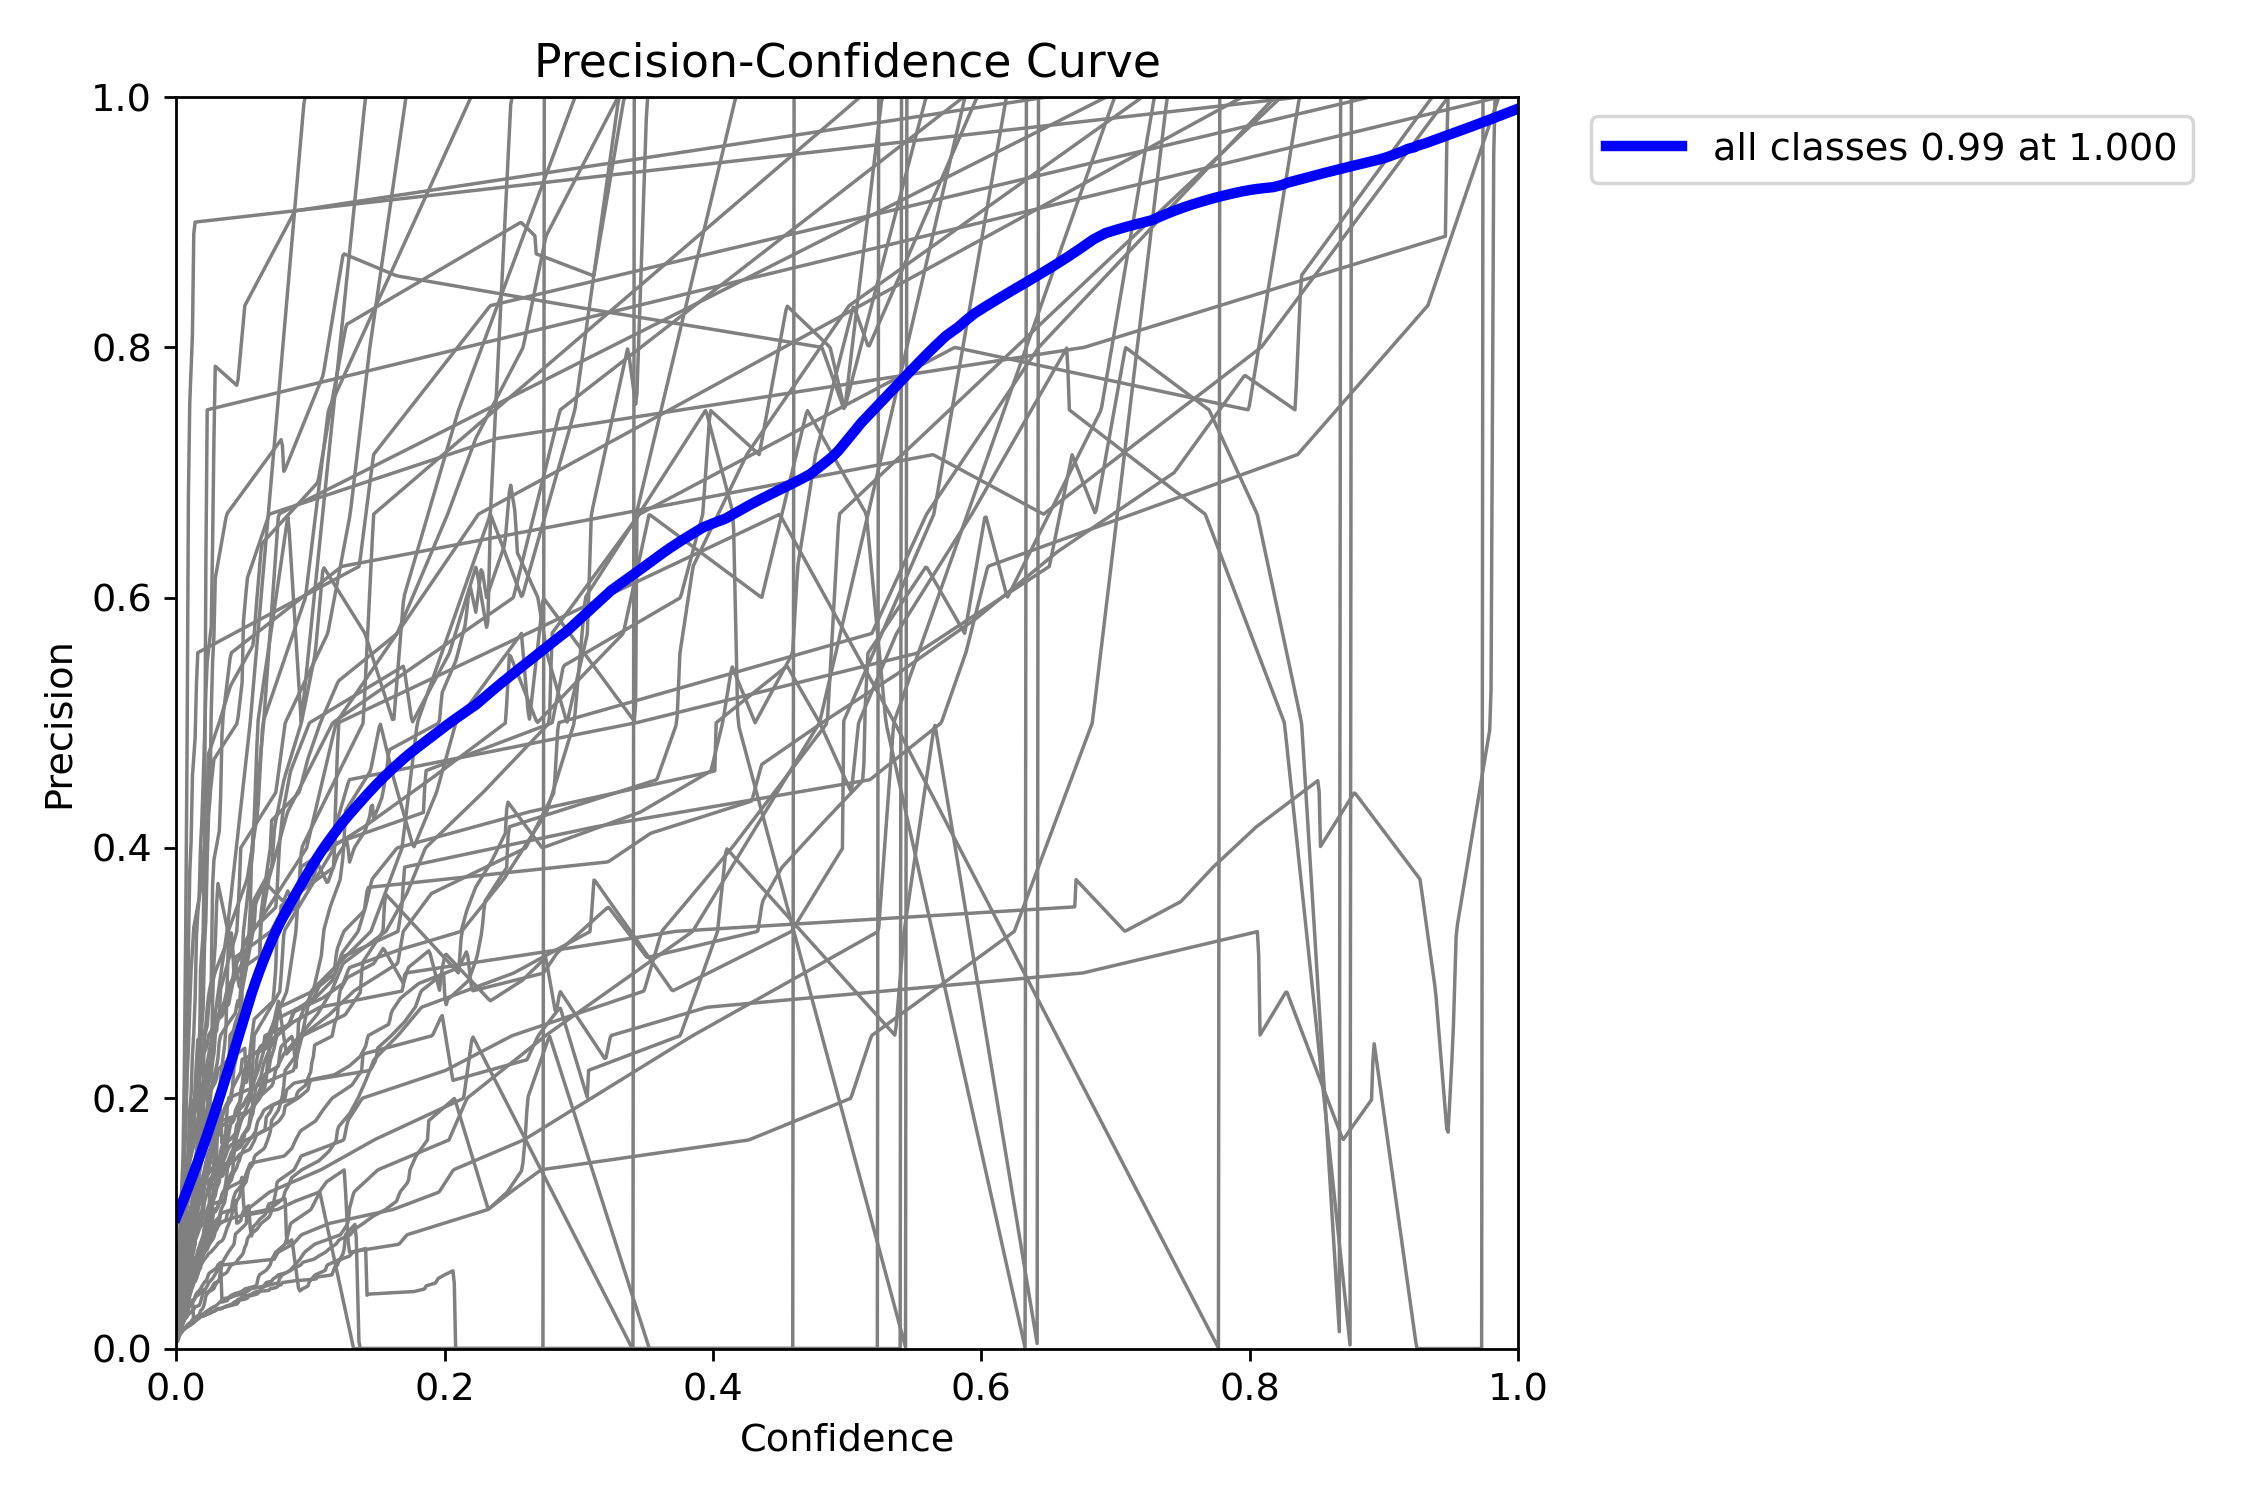 Precision-Confidence Curve
1.0
0.8
0.6
0.4
0.2
0.0
Precision
0.0 0.2 0.4 0.6 0.8 1.0
Confidence
all classes 0.99 at 1.000